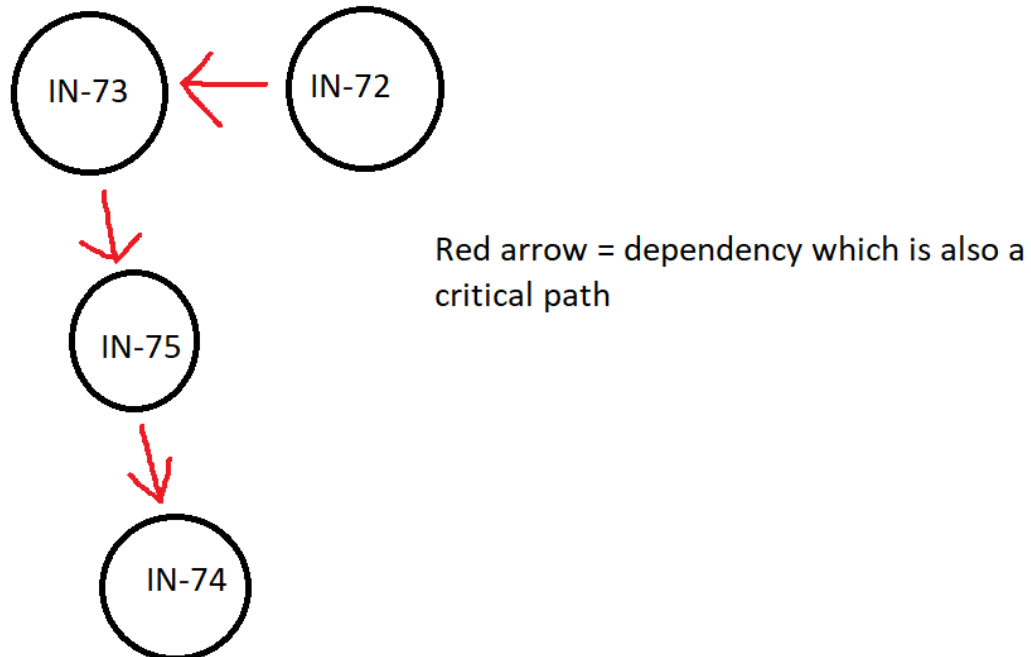 IN-73
IN-72
Red arrow = dependency which is also a
critical path
IN-75
IN-74